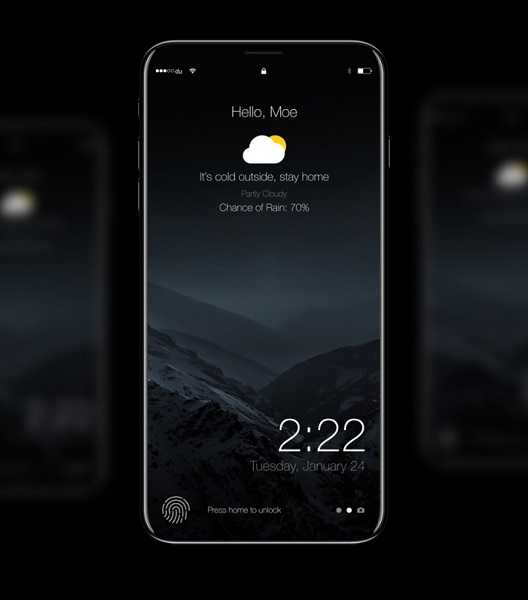 du
Hello, Moe
It's cold outside, stay home
Partly Cloudy
Chance of Rain: 70%
2:22
Tuesday, January 24
Press home to unlock